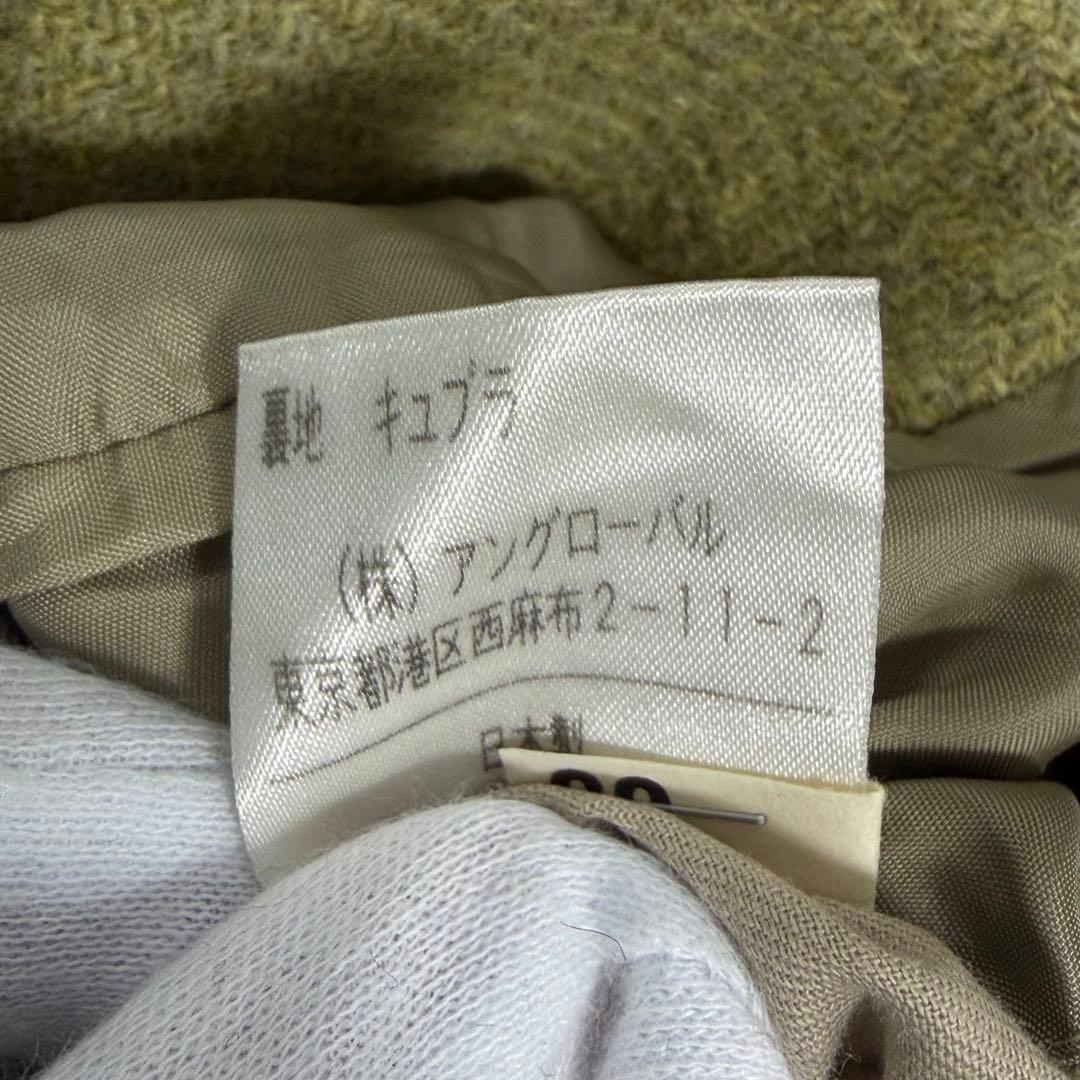 裏地　キュプラ
(株)アングローバル
東京都港区西麻布2-11-2
日本製